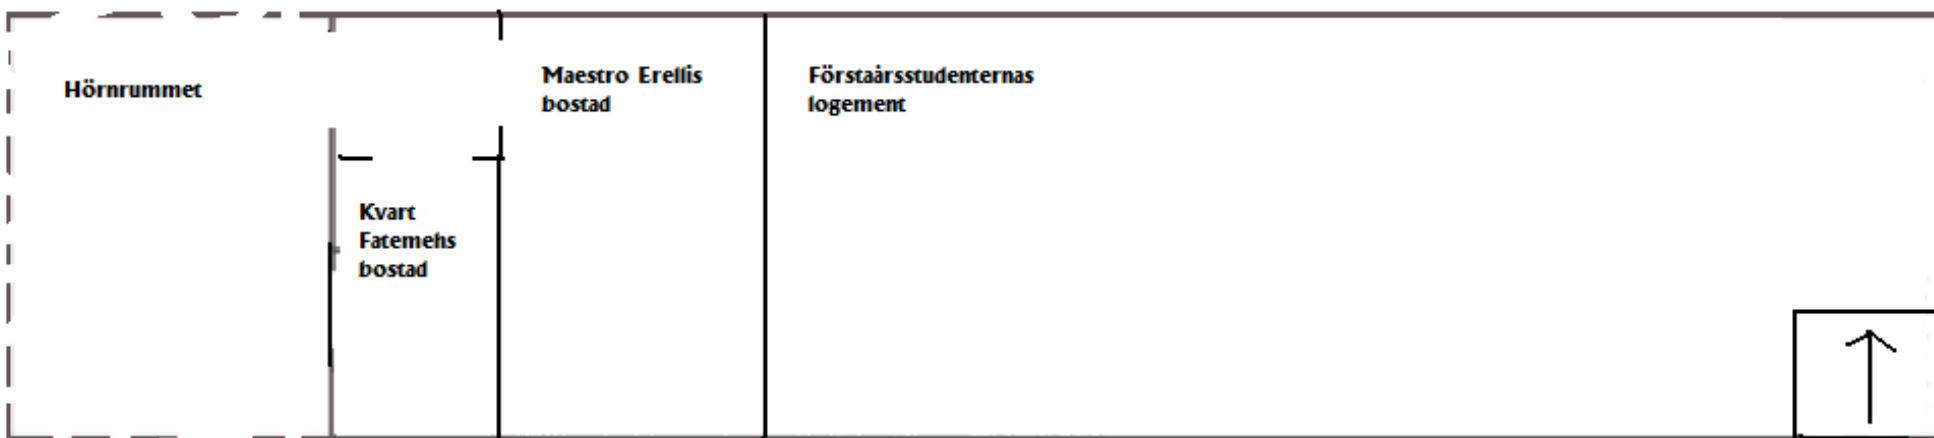 Hörnrummet
Maestro Erellis
bostad
Förstaårsstudenternas
logement
Kvart
Fatemehs
bostad